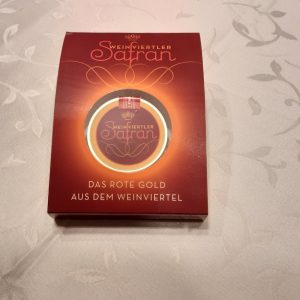 WEINVIERTLER
Safran
WEINVIERTLER
Safran
DAS ROTE GOLD
AUS DEM WEINVIERTEL